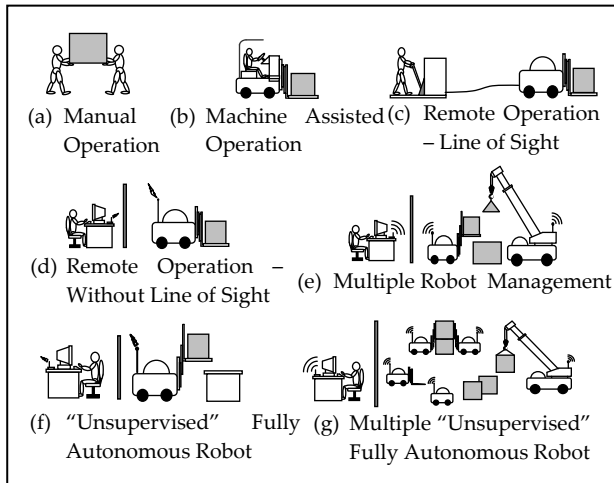 (a) Manual Operation
(b) Machine Assisted Operation
(c) Remote Operation – Line of Sight
(d) Remote Operation – Without Line of Sight
(e) Multiple Robot Management
(f) “Unsupervised” Fully Autonomous Robot
(g) Multiple “Unsupervised” Fully Autonomous Robot